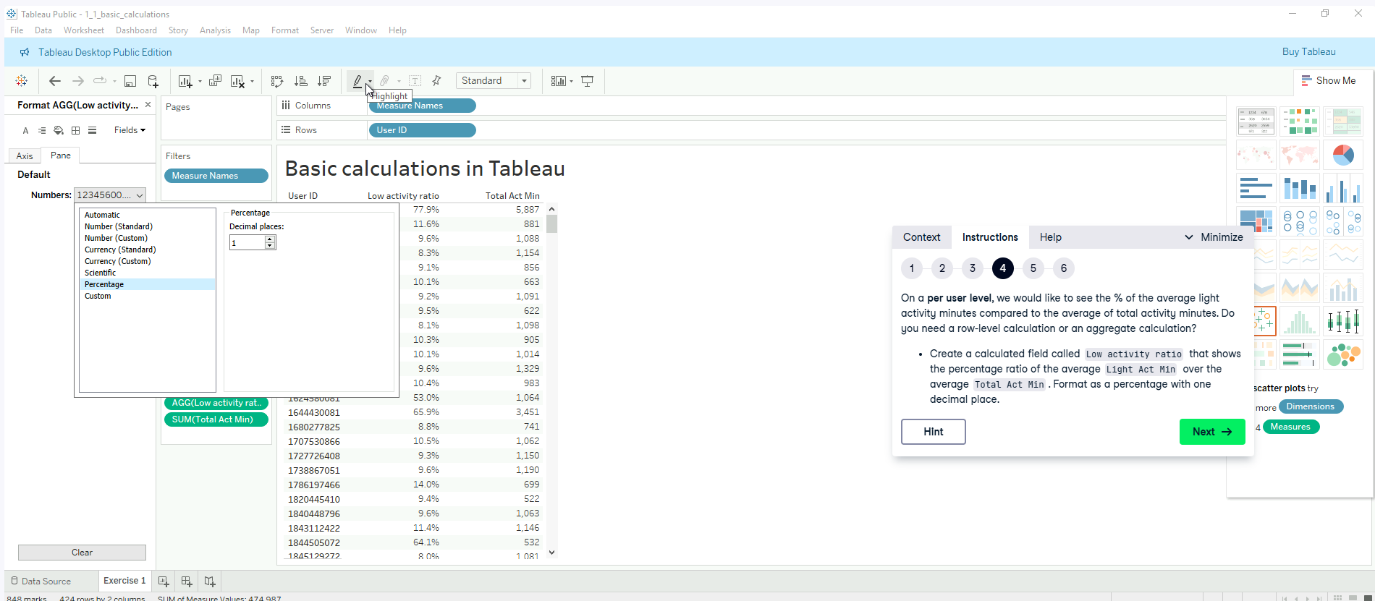 Tableau Public - 1_1_basic_calculations
File Data Worksheet Dashboard Story Analysis Map Format Server Window Help
Tableau Desktop Public Edition
Buy Tableau
Standard
Show Me
Highlight
Format AGG(Low activity...
Fields
Axis Pane
Default
Numbers: 12345600....
Automatic
Number (Standard)
Number (Custom)
Currency (Standard)
Currency (Custom)
Scientific
Percentage
Custom
Percentage
Decimal places:
1
Clear
Pages
Filters
Measure Names
AGG(Low activity rat..
SUM(Total Act Min)
Columns Measure Names
Rows User ID
Basic calculations in Tableau
User ID Low activity ratio Total Act Min
77.9% 5,887
11.6% 881
9.6% 1,088
8.3% 1,154
9.1% 856
10.1% 663
9.2% 1,091
9.5% 622
8.1% 1,098
10.3% 905
10.1% 1,014
9.6% 1,329
10.4% 983
1624580081 53.0% 1,064
1644430081 65.9% 3,451
1680277825 8.8% 741
1707530866 10.5% 1,062
1727726408 9.3% 1,150
1738867051 9.6% 1,190
1786197466 14.0% 699
1820445410 9.4% 522
1840448796 9.6% 1,063
1843112422 11.4% 1,146
1844505072 64.1% 532
1845129272 8.0% 1,081
Context Instructions Help Minimize
1 2 3 4 5 6
On a per user level, we would like to see the % of the average light
activity minutes compared to the average of total activity minutes. Do
you need a row-level calculation or an aggregate calculation?
• Create a calculated field called Low activity ratio that shows
the percentage ratio of the average Light Act Min over the
average Total Act Min. Format as a percentage with one
decimal place.
Hint
Next →
scatter plots try
more Dimensions
4 Measures
Data Source Exercise 1
848 marks 424 rows by 2 columns SUM of Measure Values: 474,987